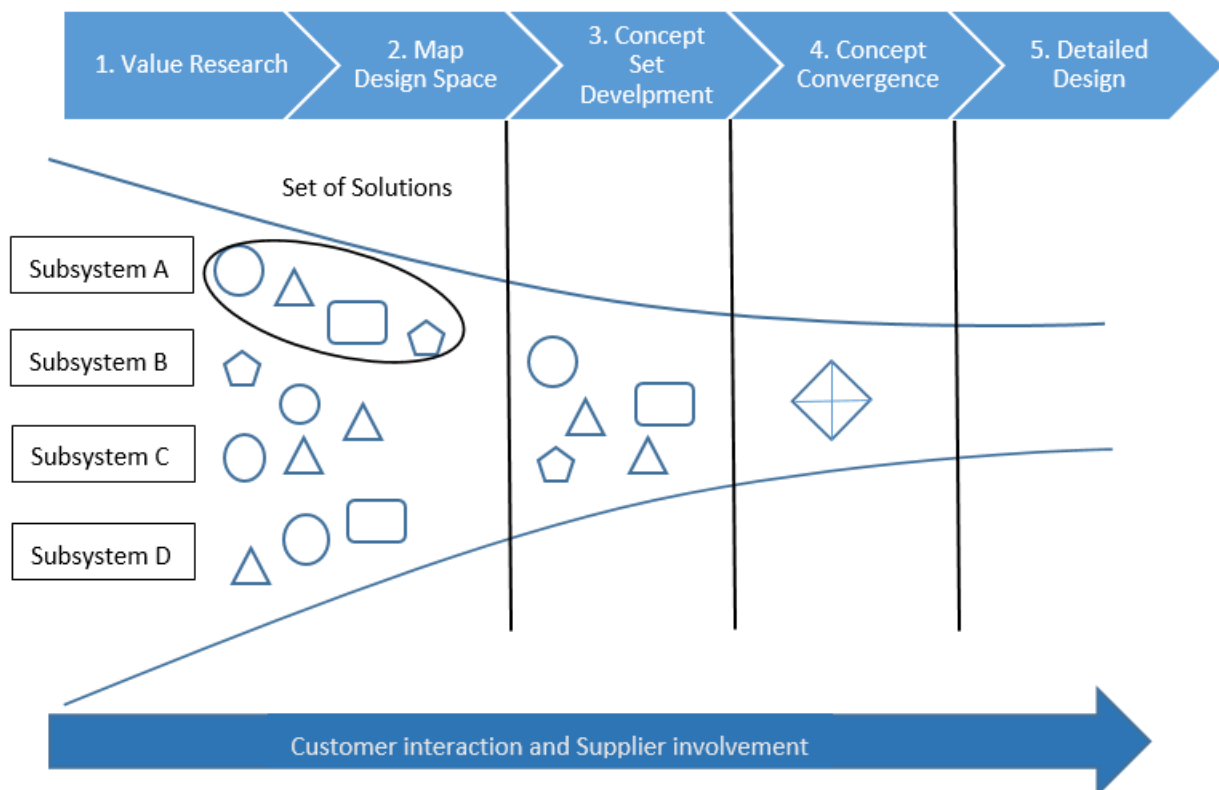 1. Value Research
2. Map
Design Space
3. Concept
Set
Develpment
4. Concept
Convergence
5. Detailed
Design
Set of Solutions
Subsystem A
Subsystem B
Subsystem C
Subsystem D
Customer interaction and Supplier involvement